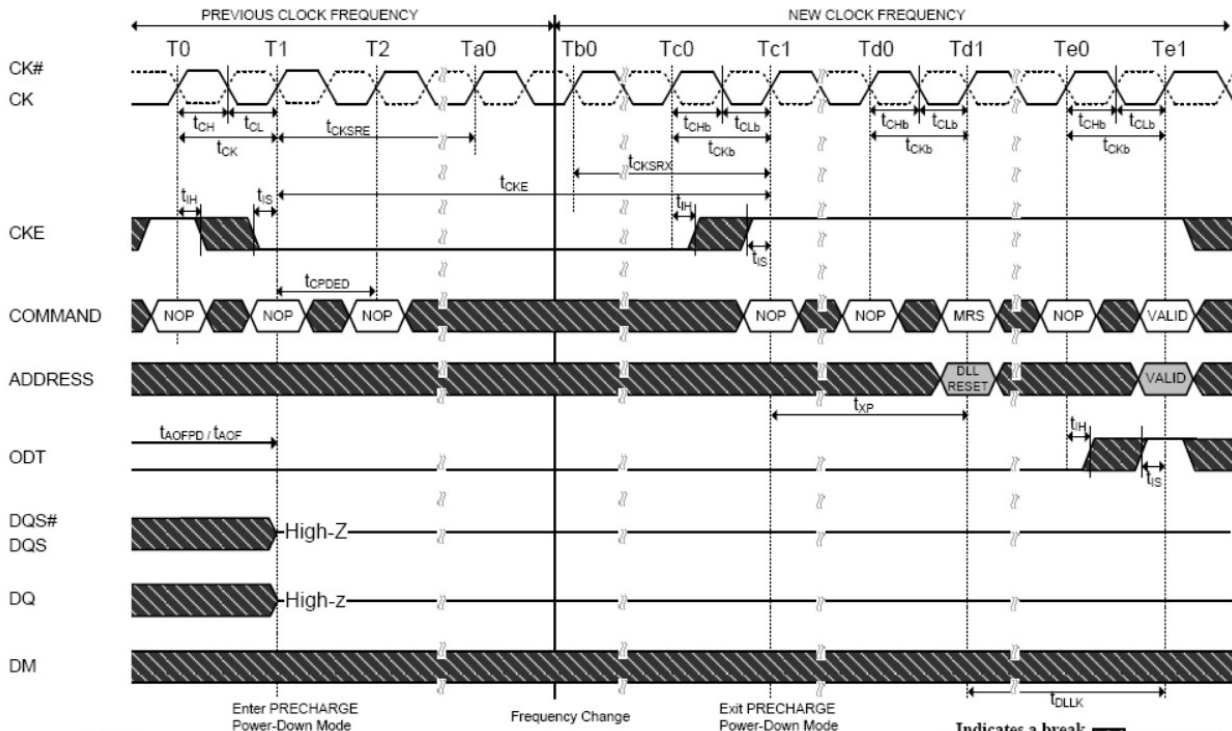 PREVIOUS CLOCK FREQUENCY NEW CLOCK FREQUENCY
T0 T1 T2 Ta0 Tb0 Tc0 Tc1 Td0 Td1 Te0 Te1
CK#
CK
tCH tCL tCKSRE tCHb tCLb tCHb tCLb tCHb tCLb
tCK tCKb tCKb tCKb
tCKSRX
tCKE
tIH tIS tIH
CKE
tIS
tCPDED
COMMAND NOP NOP NOP NOP NOP MRS NOP VALID
ADDRESS DLL RESET VALID
tXP
tAOFPD / tAOF tIH
ODT
tIS
DQS#
DQS High-Z
DQ High-z
DM
tDLLK
Enter PRECHARGE
Power-Down Mode
Frequency Change
Exit PRECHARGE
Power-Down Mode
Indicates a break